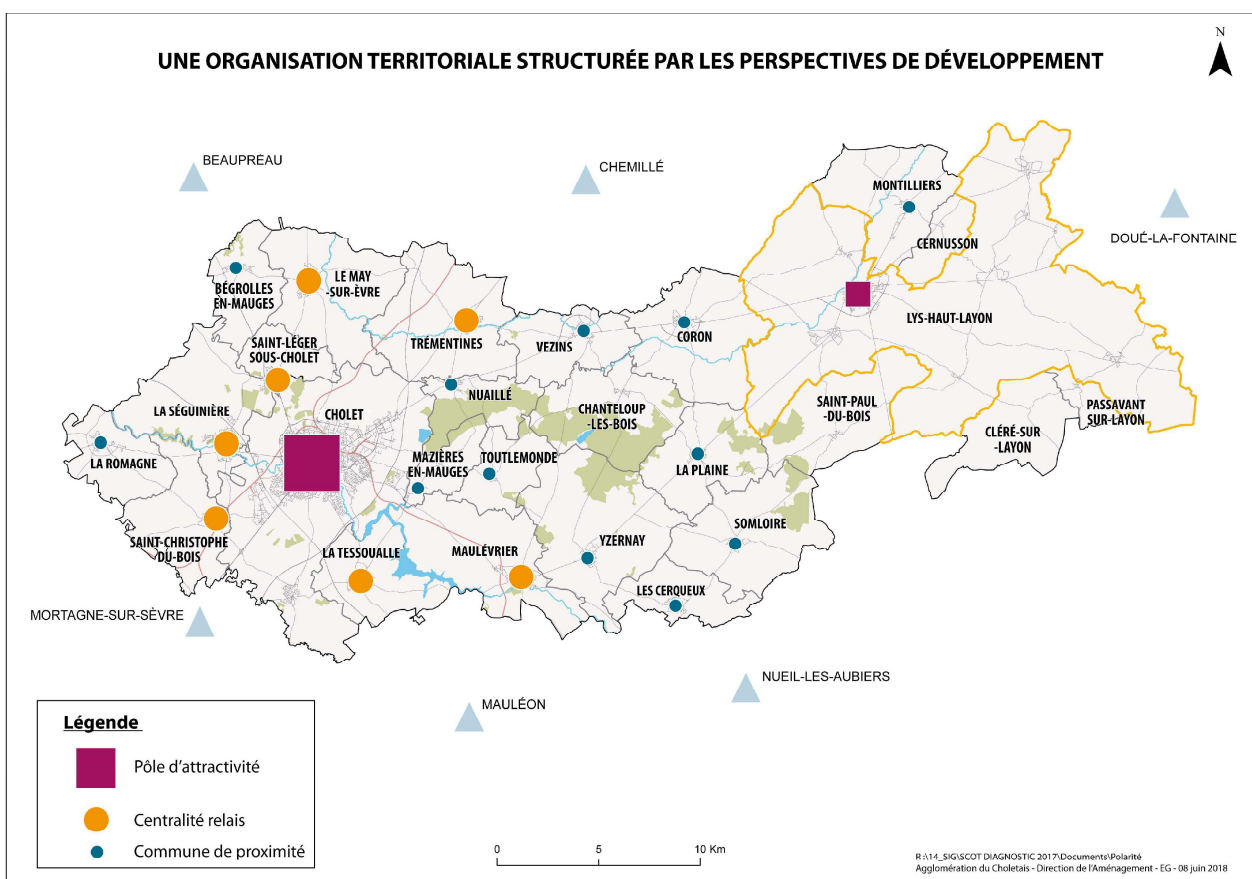 N
UNE ORGANISATION TERRITORIALE STRUCTURÉE PAR LES PERSPECTIVES DE DÉVELOPPEMENT
BEAUPRÉAU
CHEMILLÉ
DOUÉ-LA-FONTAINE
MONTILLIERS
CERNUSSON
BÉGROLLES
EN-MAUGES
LE MAY
-SUR-ÈVRE
TRÉMENTINES
VEZINS
CORON
LYS-HAUT-LAYON
SAINT-LÉGER
SOUS-CHOLET
NUAILLÉ
CHANTELOUP
-LES-BOIS
SAINT-PAUL
-DU-BOIS
PASSAVANT
SUR-LAYON
CLÉRÉ-SUR
-LAYON
LA SÉGUINIÈRE
CHOLET
LA ROMAGNE
MAZIÈRES
EN-MAUGES
TOUTLEMONDE
LA PLAINE
SOMLOIRE
SAINT-CHRISTOPHE
DU-BOIS
LA TESSOUALLE
MAULÉVRIER
YZERNAY
LES CERQUEUX
MORTAGNE-SUR-SÈVRE
MAULÉON
NUEIL-LES-AUBIERS
Légende
Pôle d'attractivité
Centralité relais
Commune de proximité
0 5 10 Km
R:\14_SIG\SCOT DIAGNOSTIC 2017\Documents\Polarité
Agglomération du Choletais - Direction de l'Aménagement - EG - 08 juin 2018